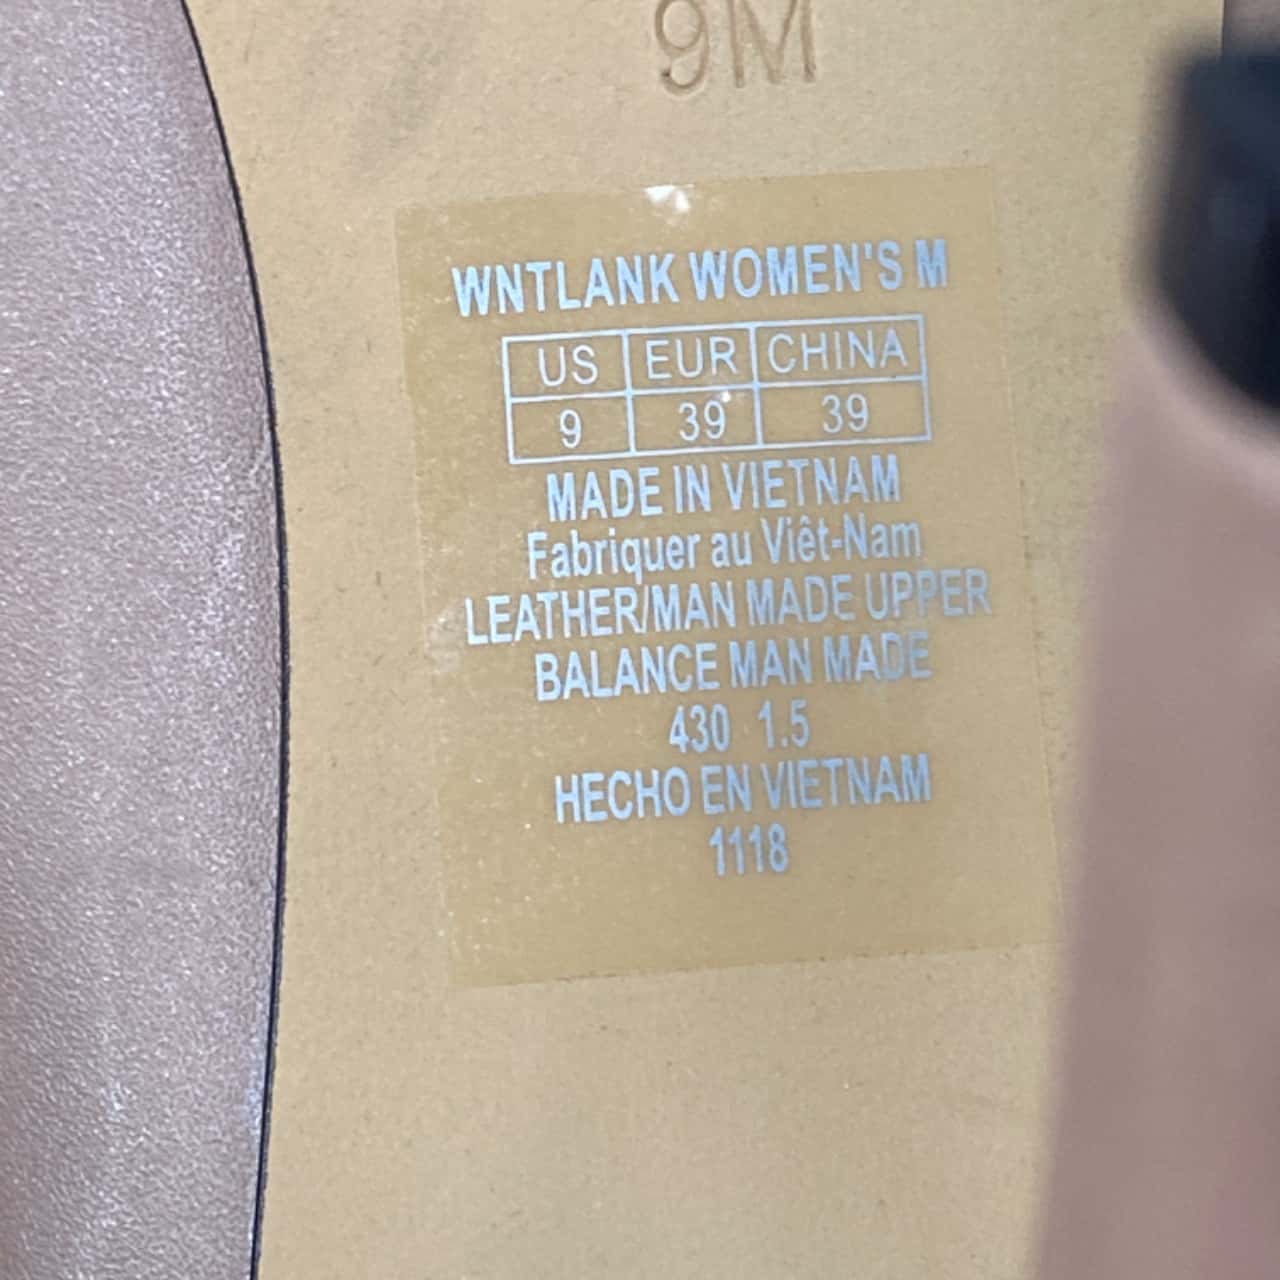 9M
WNTLANK WOMEN'S M
US EUR CHINA
9 39 39
MADE IN VIETNAM
Fabriquer au Viêt-Nam
LEATHER/MAN MADE UPPER
BALANCE MAN MADE
430 1.5
HECHO EN VIETNAM
1118